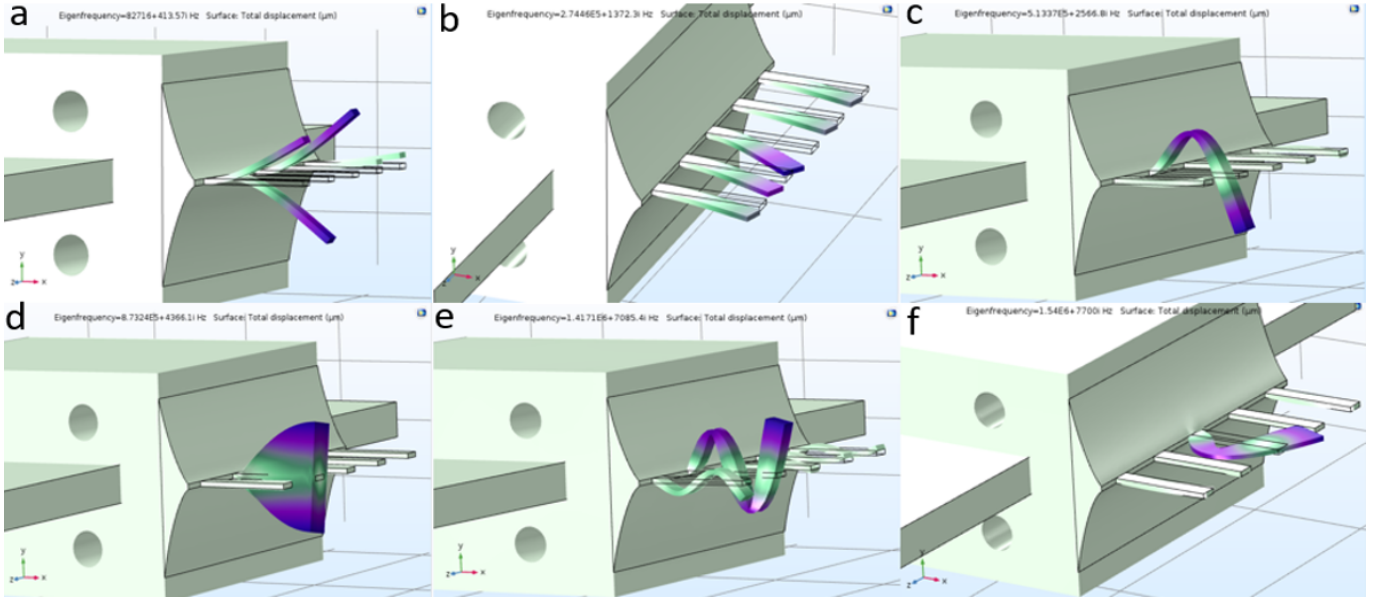 a
Eigenfrequency=82716+413.57i Hz Surface: Total displacement (µm)
y
z x
b
Eigenfrequency=2.7446E5+1372.3i Hz Surface: Total displacement (µm)
y
z x
c
Eigenfrequency=5.1337E5+2566.8i Hz Surface: Total displacement (µm)
y
z x
d
Eigenfrequency=8.7324E5+4366.1i Hz Surface: Total displacement (µm)
y
z x
e
Eigenfrequency=1.4171E6+7085.4i Hz Surface: Total displacement (µm)
y
z x
f
Eigenfrequency=1.54E6+7700i Hz Surface: Total displacement (µm)
y
z x